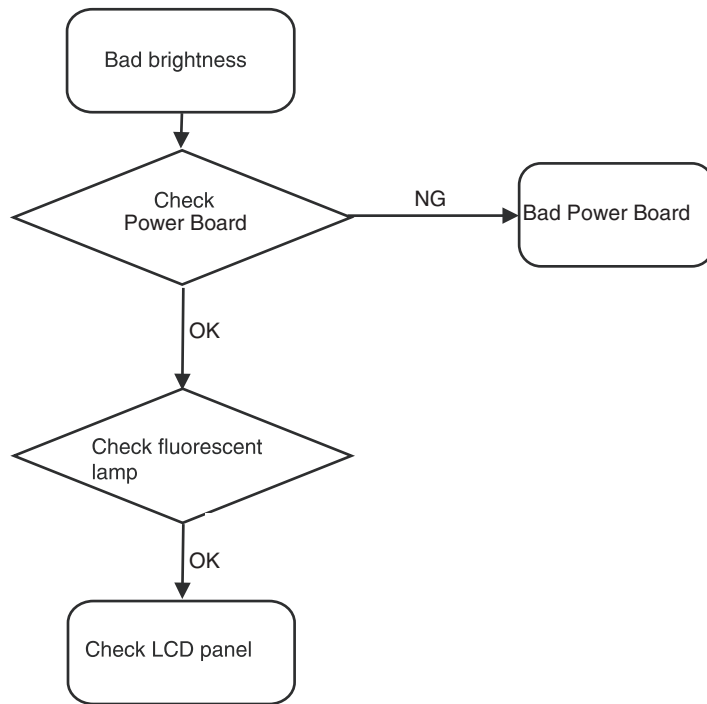 Bad brightness
Check
Power Board
NG
Bad Power Board
OK
Check fluorescent
lamp
OK
Check LCD panel